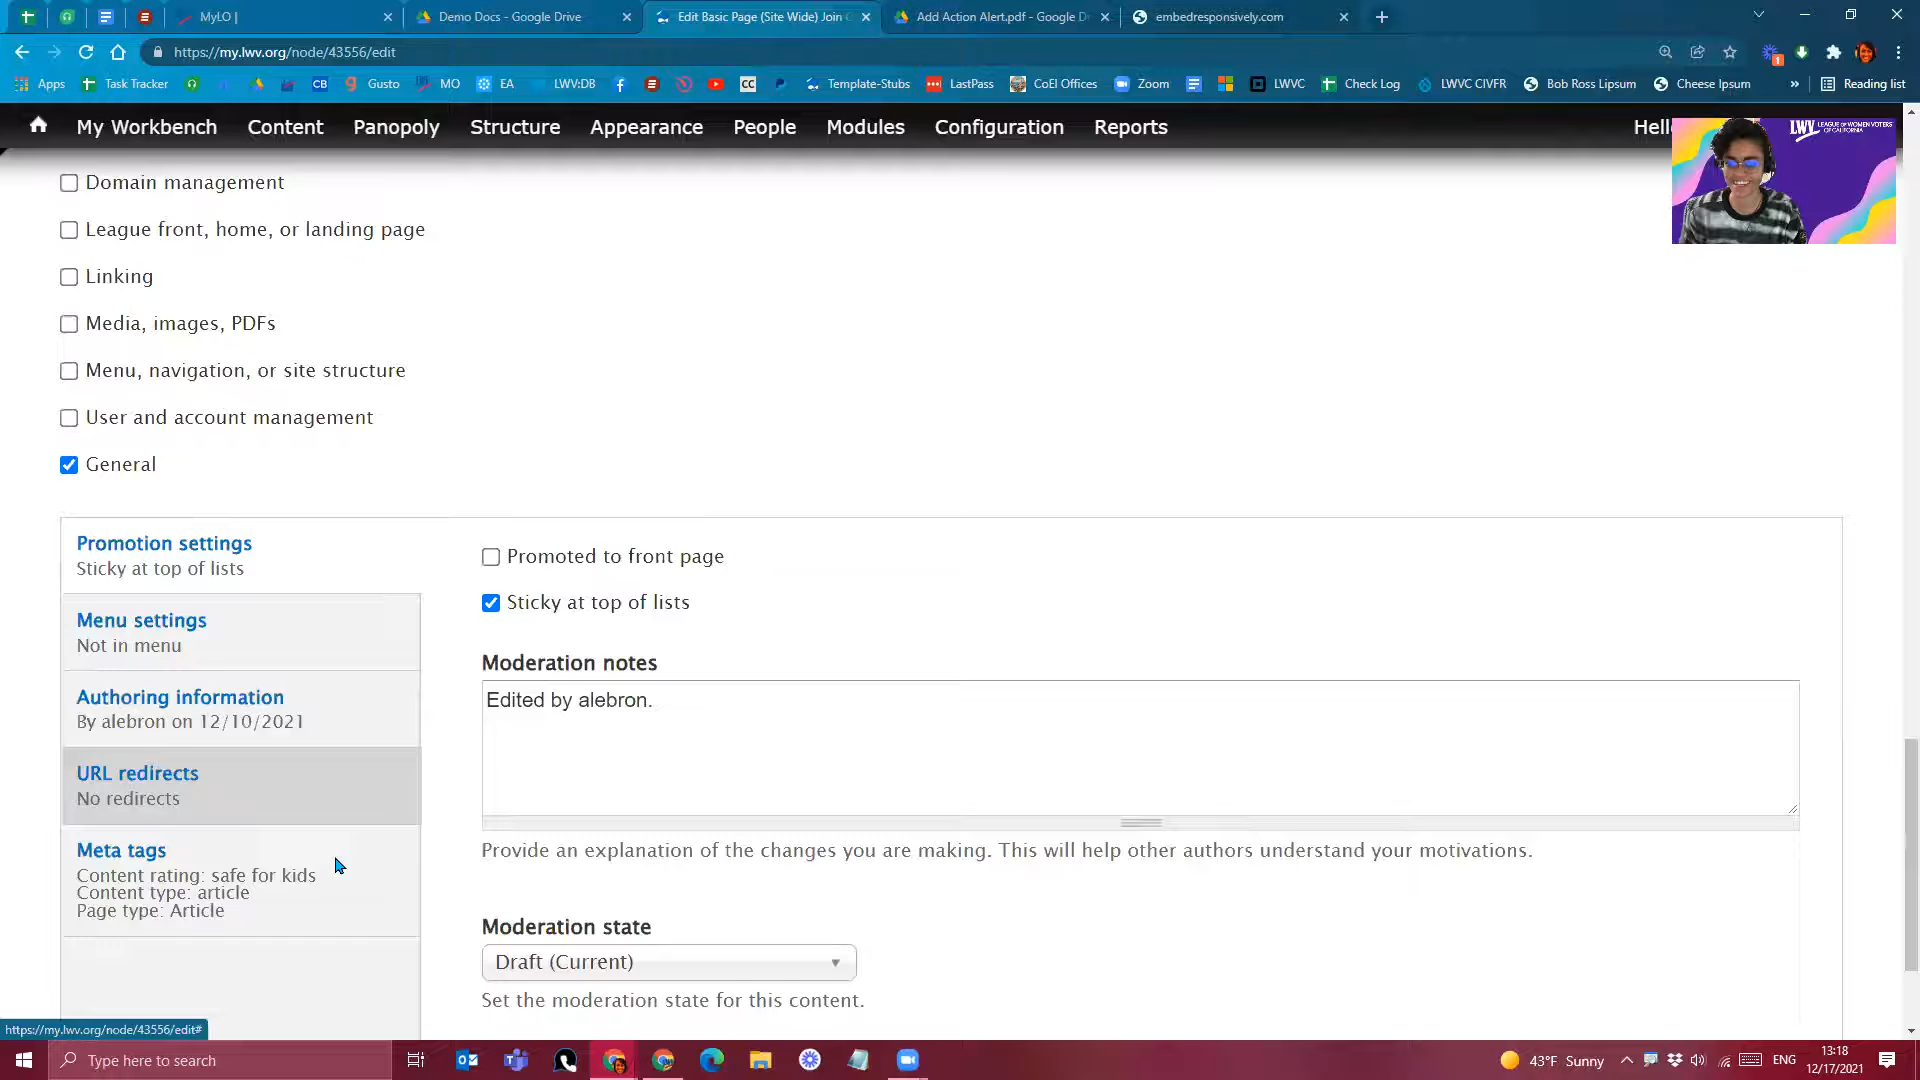 MyLO |
Demo Docs - Google Drive
Edit Basic Page (Site Wide) Join
Add Action Alert.pdf - Google D
embedresponsively.com
https://my.lwv.org/node/43556/edit
Apps
Task Tracker
CB
Gusto
MO
EA
LWV:DB
CC
Template-Stubs
LastPass
CoEI Offices
Zoom
LWVC
Check Log
LWVC CIVFR
Bob Ross Lipsum
Cheese Ipsum
»
Reading list
My Workbench
Content
Panopoly
Structure
Appearance
People
Modules
Configuration
Reports
Hell
LWV LEAGUE OF WOMEN VOTERS
OF CALIFORNIA
Domain management
League front, home, or landing page
Linking
Media, images, PDFs
Menu, navigation, or site structure
User and account management
General
Promotion settings
Sticky at top of lists
Menu settings
Not in menu
Authoring information
By alebron on 12/10/2021
URL redirects
No redirects
Meta tags
Content rating: safe for kids
Content type: article
Page type: Article
Promoted to front page
Sticky at top of lists
Moderation notes
Edited by alebron.
Provide an explanation of the changes you are making. This will help other authors understand your motivations.
Moderation state
Draft (Current)
Set the moderation state for this content.
https://my.lwv.org/node/43556/edit#
Type here to search
43°F Sunny
ENG
13:18
12/17/2021